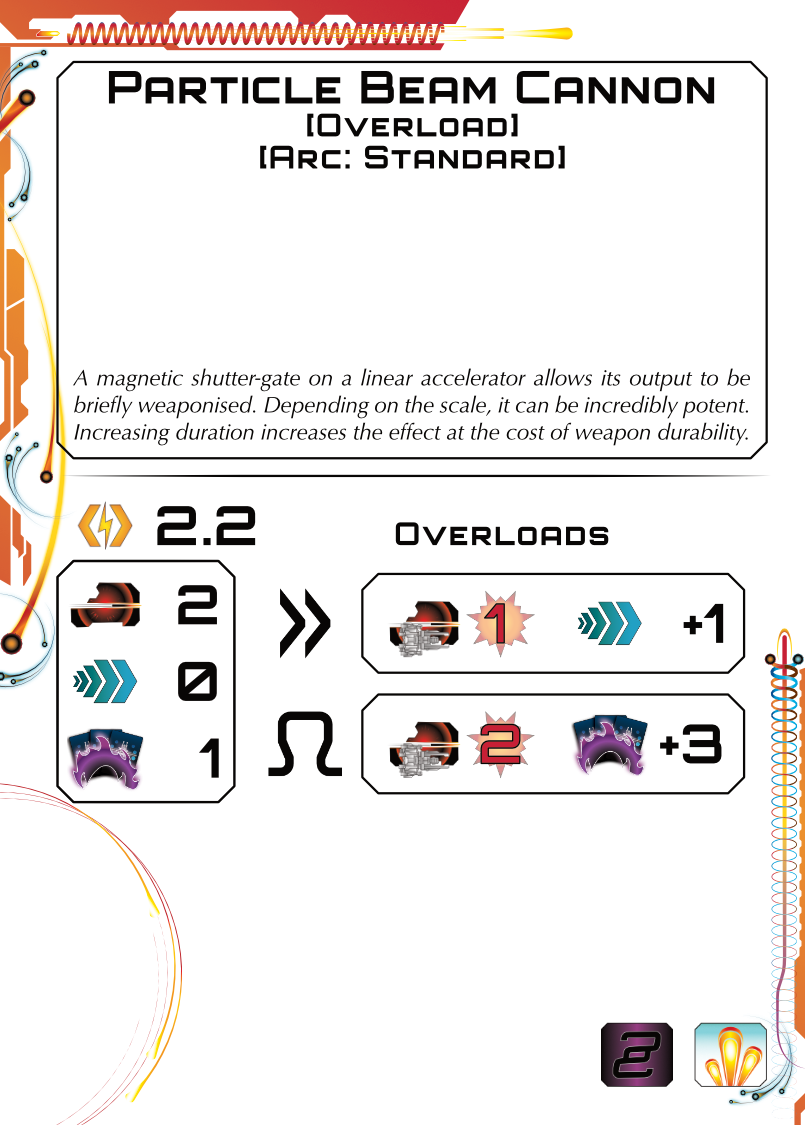 Particle Beam Cannon
[Overload]
[Arc: Standard]
A magnetic shutter-gate on a linear accelerator allows its output to be
briefly weaponised. Depending on the scale, it can be incredibly potent.
Increasing duration increases the effect at the cost of weapon durability.
2.2
Overloads
2
0
1
» 1 +1
Ω 2 +3
2